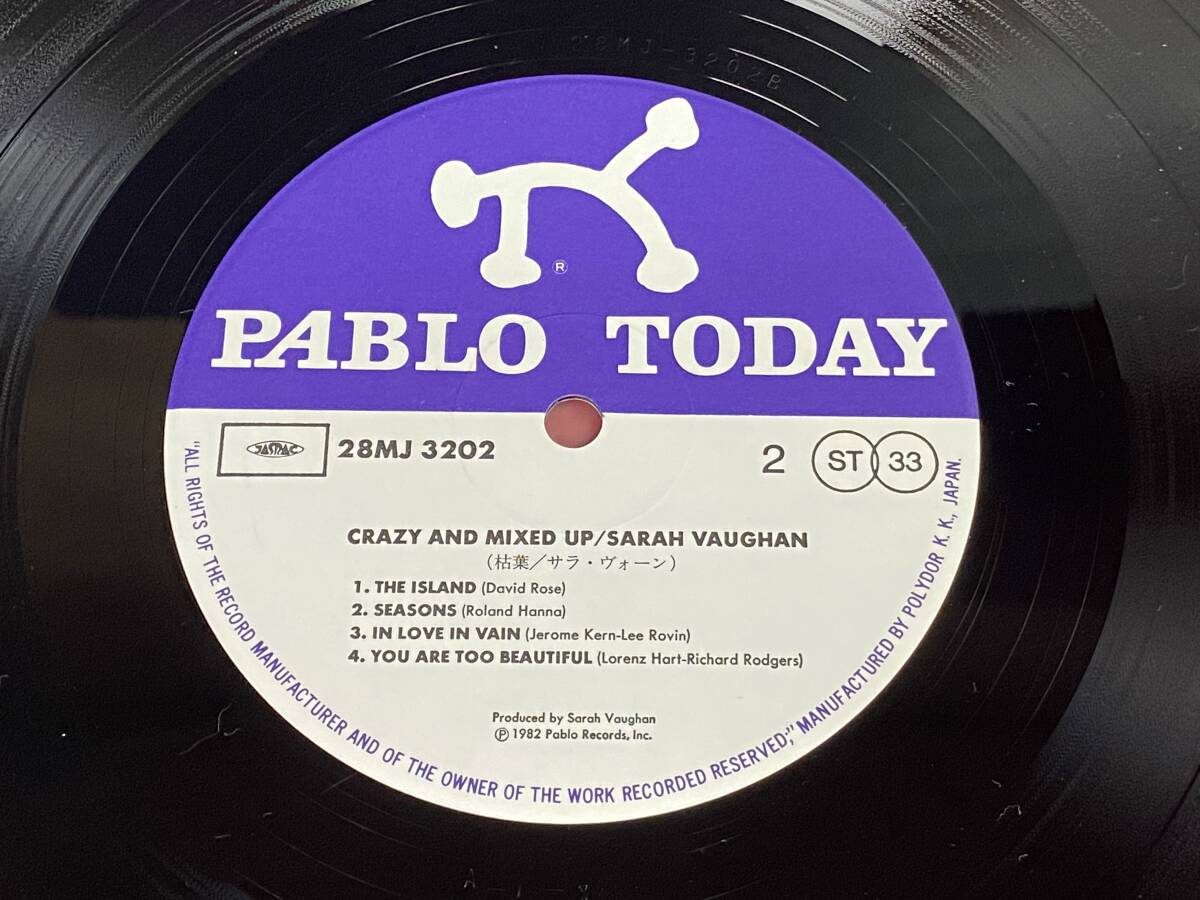 28MJ-3202B
®
PABLO TODAY
JASRAC
28MJ 3202
2 ST 33
CRAZY AND MIXED UP/SARAH VAUGHAN
(枯葉/サラ・ヴォーン)
1. THE ISLAND (David Rose)
2. SEASONS (Roland Hanna)
3. IN LOVE IN VAIN (Jerome Kern-Lee Rovin)
4. YOU ARE TOO BEAUTIFUL (Lorenz Hart-Richard Rodgers)
Produced by Sarah Vaughan
℗ 1982 Pablo Records, Inc.
"ALL RIGHTS OF THE RECORD MANUFACTURER AND OF THE OWNER OF THE WORK RECORDED RESERVED;" MANUFACTURED BY POLYDOR K. K., JAPAN.